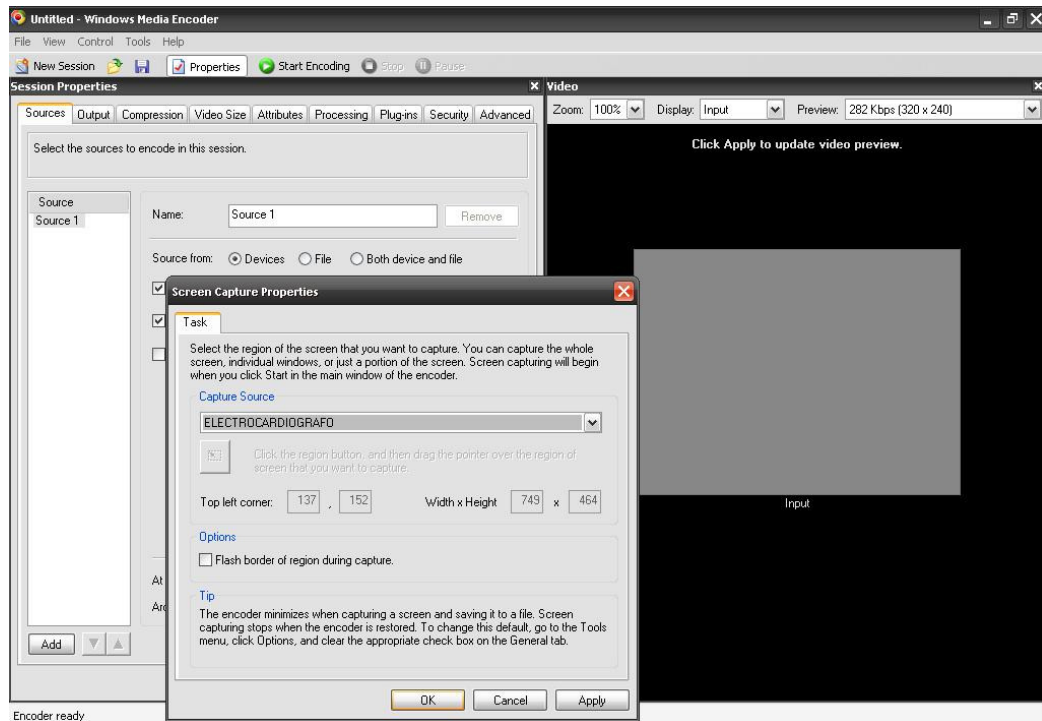 Untitled - Windows Media Encoder
File View Control Tools Help
New Session Properties Start Encoding Stop Pause
Session Properties
Sources Output Compression Video Size Attributes Processing Plug-ins Security Advanced
Select the sources to encode in this session.
Source
Source 1
Name: Source 1 Remove
Source from: Devices File Both device and file
At
Add
Encoder ready
Screen Capture Properties
Task
Select the region of the screen that you want to capture. You can capture the whole
screen, individual windows, or just a portion of the screen. Screen capturing will begin
when you click Start in the main window of the encoder.
Capture Source
ELECTROCARDIOGRAFO
Click the region button, and then drag the pointer over the region of
screen that you want to capture.
Top left corner: 137 , 152 Width x Height 749 x 464
Options
Flash border of region during capture.
Tip
The encoder minimizes when capturing a screen and saving it to a file. Screen
capturing stops when the encoder is restored. To change this default, go to the Tools
menu, click Options, and clear the appropriate check box on the General tab.
OK Cancel Apply
Video
Zoom: 100% Display: Input Preview: 282 Kbps (320 x 240)
Click Apply to update video preview.
Input